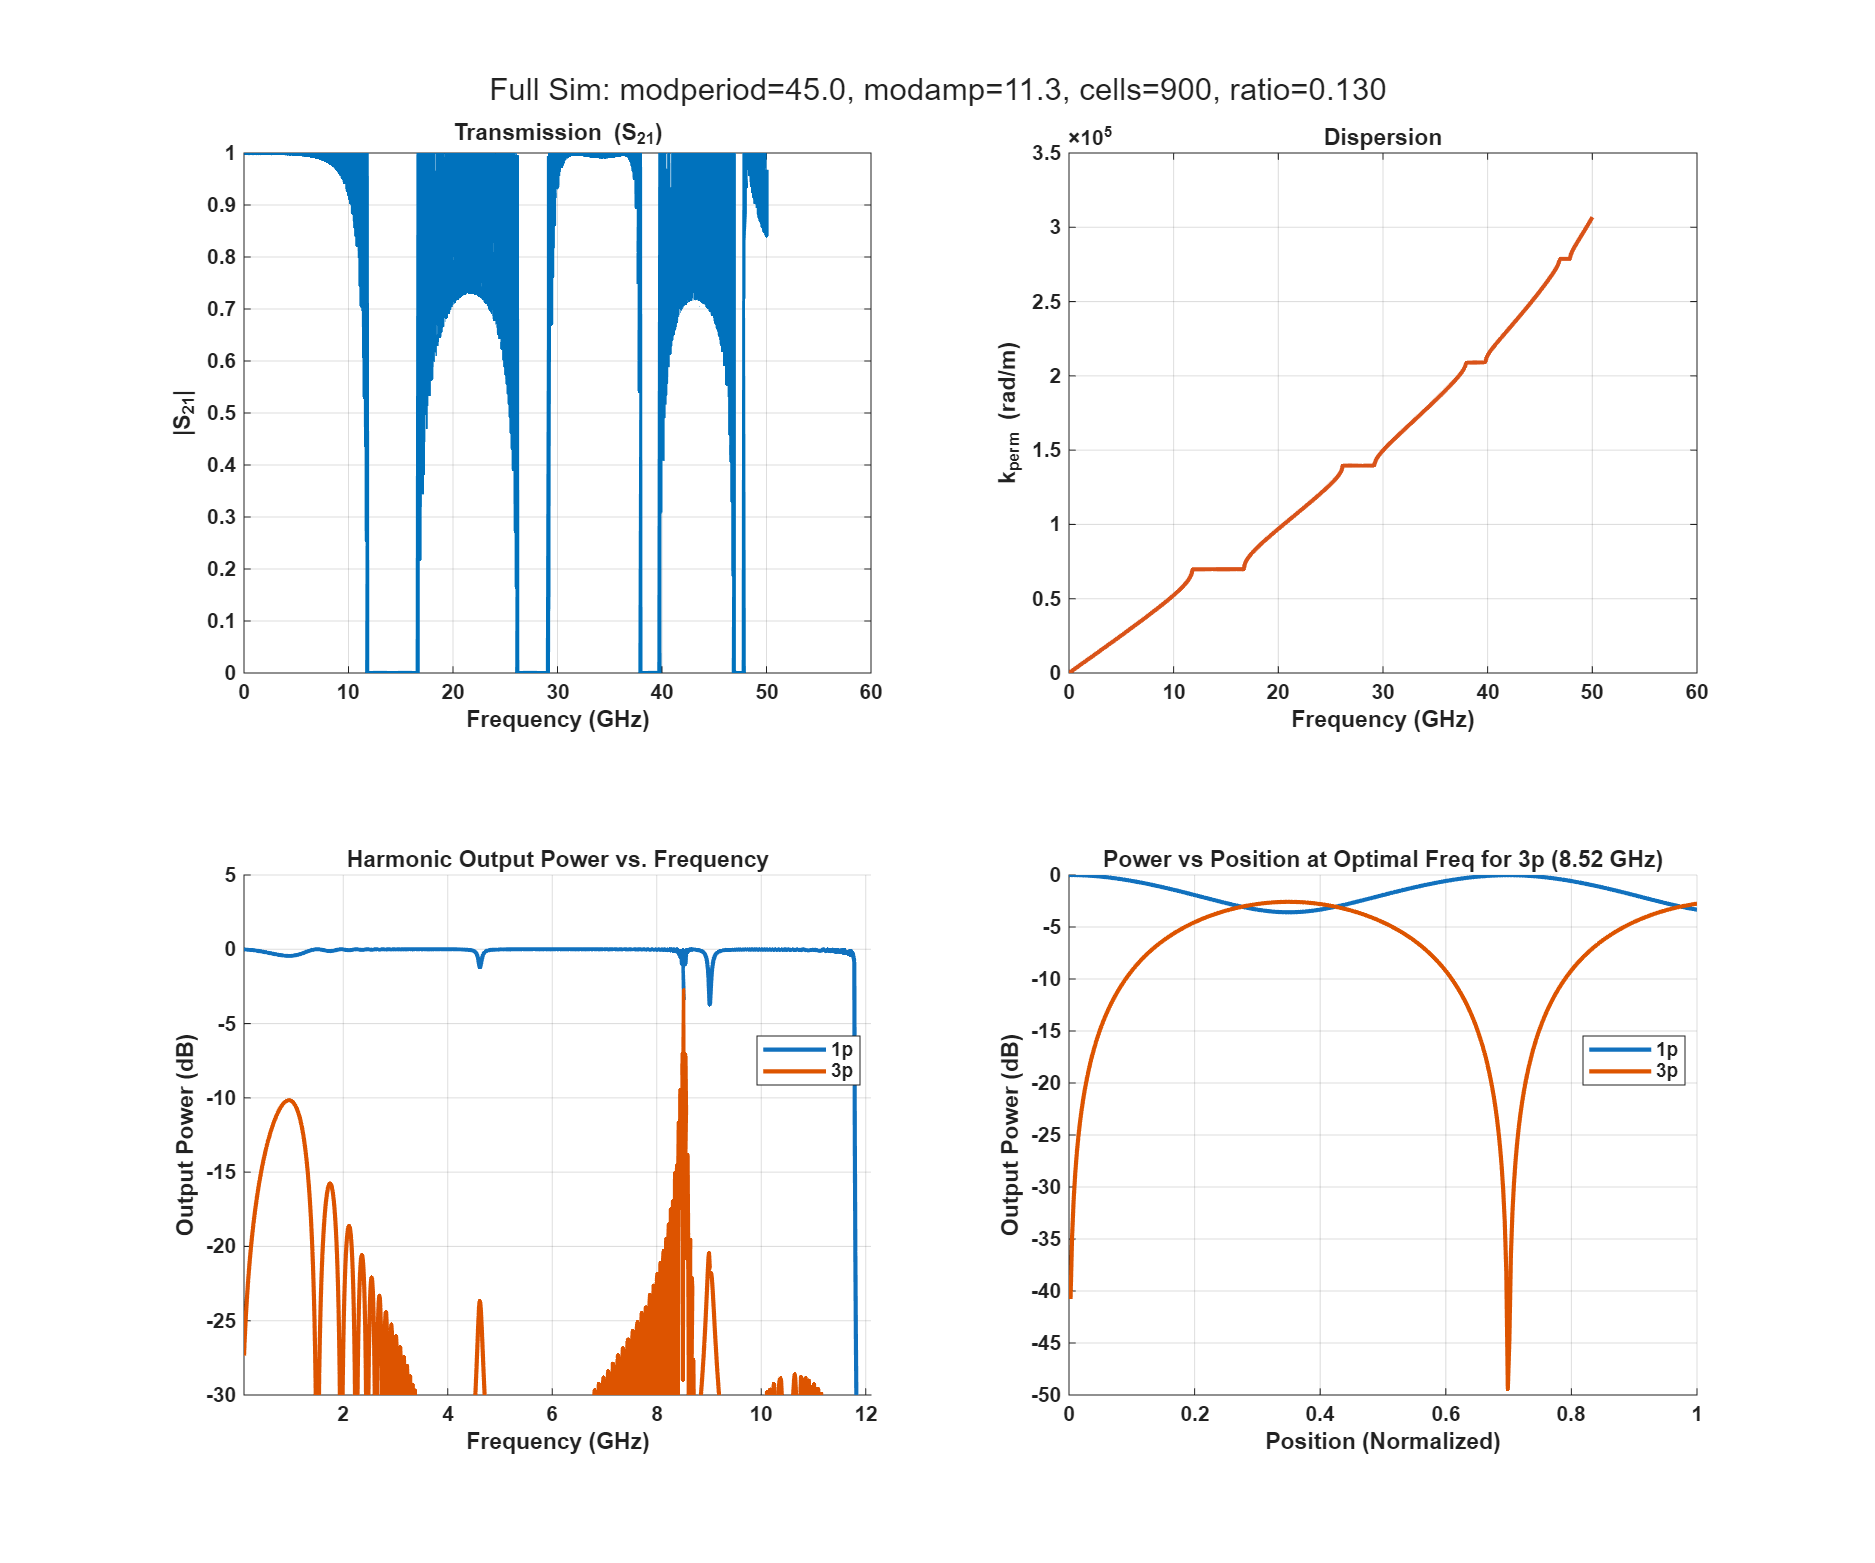 Full Sim: modperiod=45.0, modamp=11.3, cells=900, ratio=0.130
Transmission (S21)
1
0.9
0.8
0.7
0.6
0.5
0.4
0.3
0.2
0.1
0
|S21|
0 10 20 30 40 50 60
Frequency (GHz)
×10^5
Dispersion
3.5
3
2.5
2
1.5
1
0.5
0
kperm (rad/m)
0 10 20 30 40 50 60
Frequency (GHz)
Harmonic Output Power vs. Frequency
5
0
-5
-10
-15
-20
-25
-30
Output Power (dB)
1p
3p
2 4 6 8 10 12
Frequency (GHz)
Power vs Position at Optimal Freq for 3p (8.52 GHz)
0
-5
-10
-15
-20
-25
-30
-35
-40
-45
-50
Output Power (dB)
1p
3p
0 0.2 0.4 0.6 0.8 1
Position (Normalized)